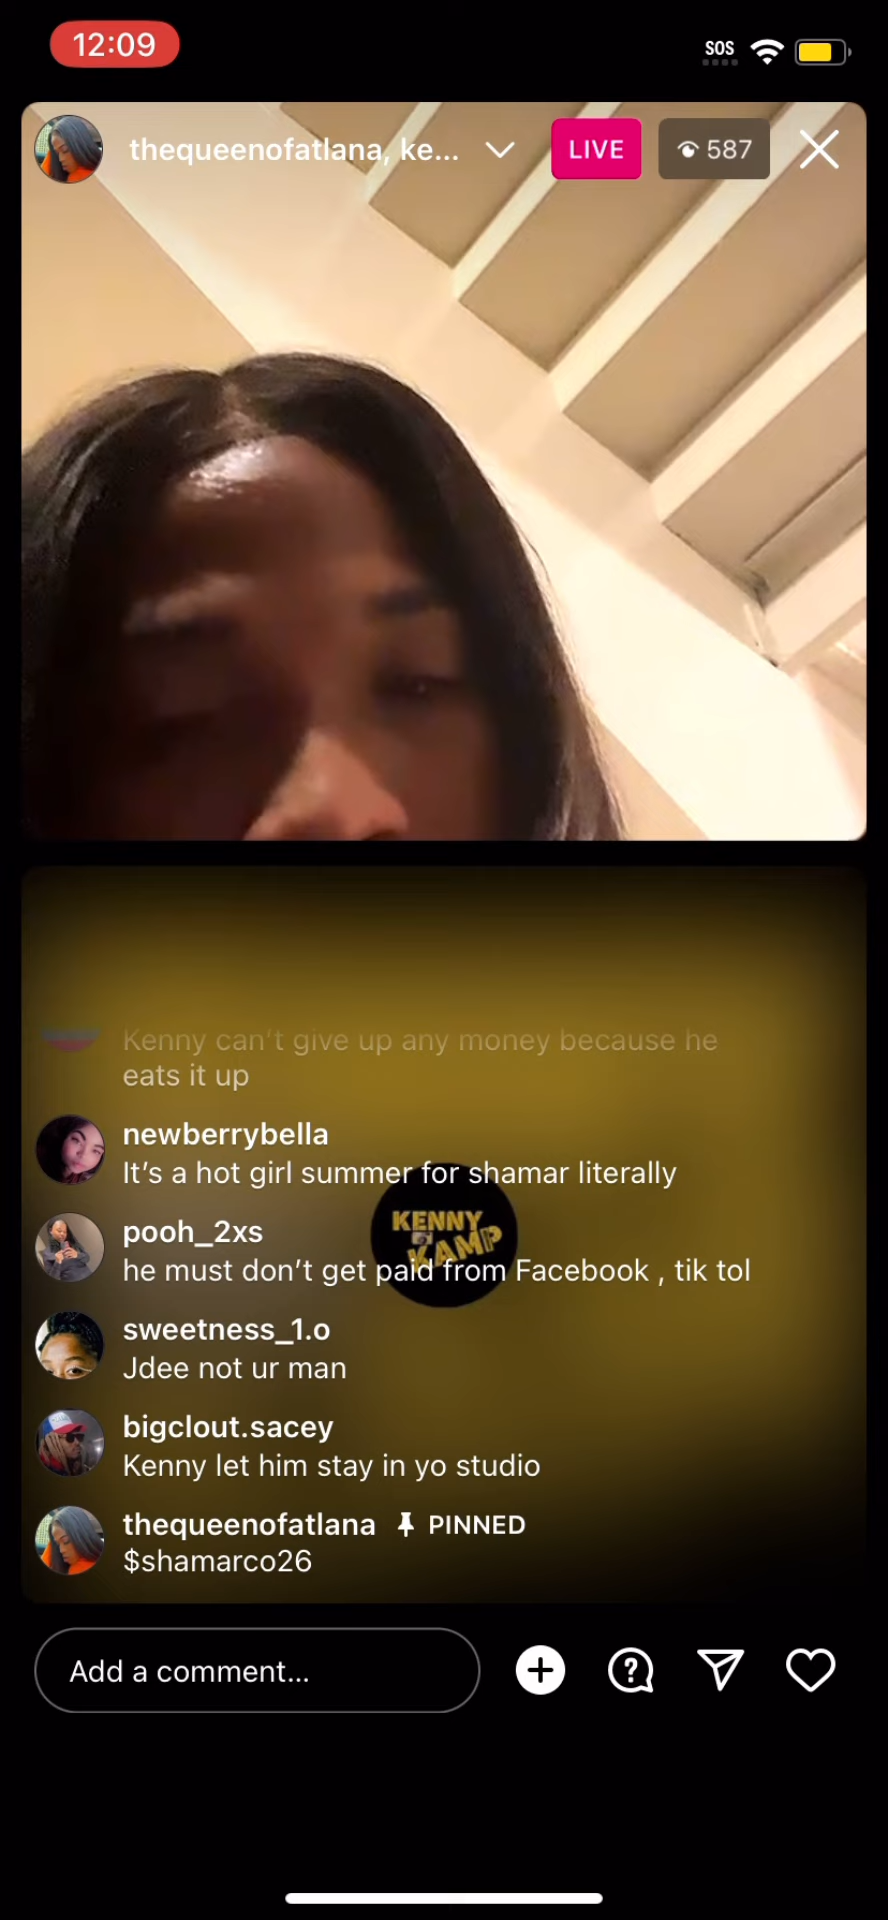 12:09
SOS
thequeenofatlana, ke...
LIVE
587
Kenny can't give up any money because he
eats it up
newberrybella
It's a hot girl summer for shamar literally
KENNY
KAMP
pooh_2xs
he must don't get paid from Facebook , tik tol
sweetness_1.o
Jdee not ur man
bigclout.sacey
Kenny let him stay in yo studio
thequeenofatlana PINNED
$shamarco26
Add a comment...